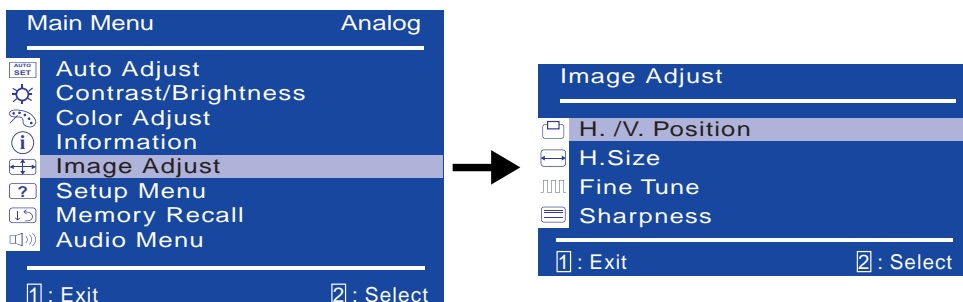 Main Menu Analog
AUTO SET Auto Adjust
Contrast/Brightness
Color Adjust
i Information
Image Adjust
? Setup Menu
Memory Recall
Audio Menu
1 : Exit 2 : Select
Image Adjust
H. /V. Position
H.Size
Fine Tune
Sharpness
1 : Exit 2 : Select